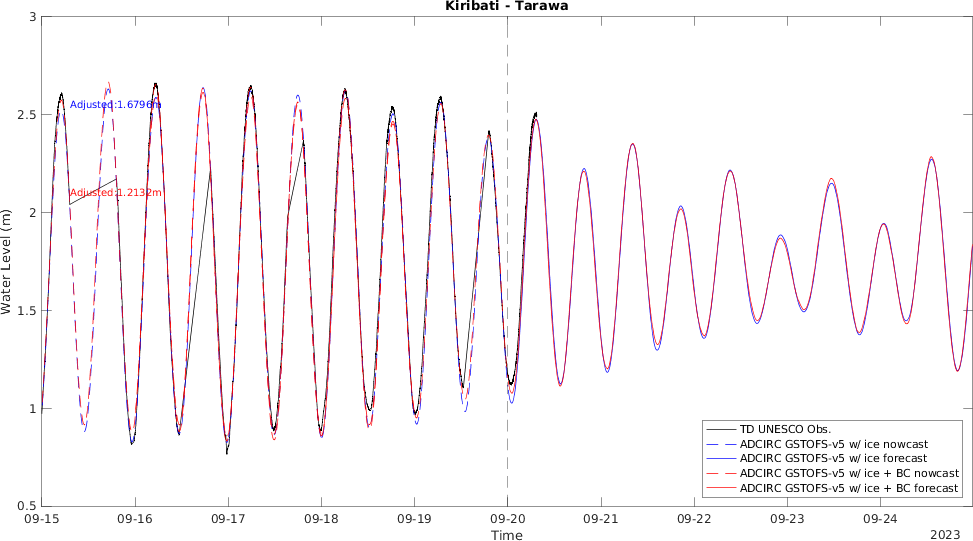 Kiribati - Tarawa
3
2.5
2
1.5
1
0.5
Water Level (m)
Adjusted:1.6796m
Adjusted:1.2132m
TD UNESCO Obs.
ADCIRC GSTOFS-v5 w/ ice nowcast
ADCIRC GSTOFS-v5 w/ ice forecast
ADCIRC GSTOFS-v5 w/ ice + BC nowcast
ADCIRC GSTOFS-v5 w/ ice + BC forecast
09-15 09-16 09-17 09-18 09-19 09-20 09-21 09-22 09-23 09-24
Time
2023